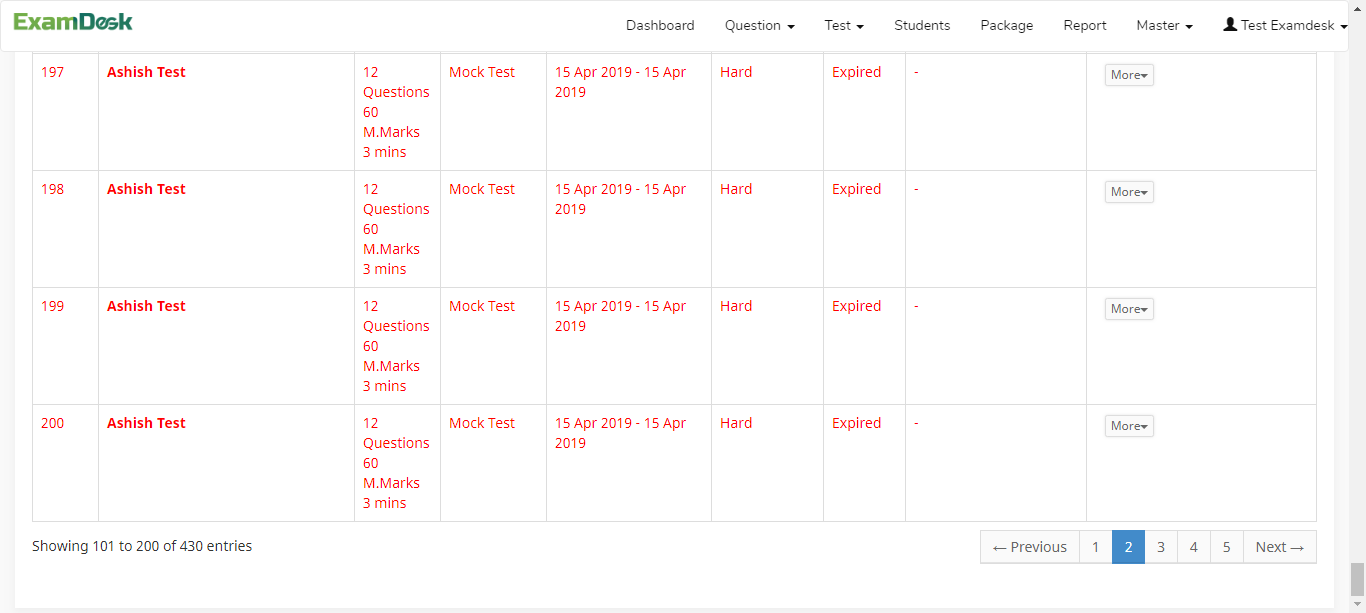 ExamDesk Dashboard Question Test Students Package Report Master Test Examdesk
197 Ashish Test 12 Mock Test 15 Apr 2019 - 15 Apr Hard Expired - More
Questions 2019
60
M.Marks
3 mins
198 Ashish Test 12 Mock Test 15 Apr 2019 - 15 Apr Hard Expired - More
Questions 2019
60
M.Marks
3 mins
199 Ashish Test 12 Mock Test 15 Apr 2019 - 15 Apr Hard Expired - More
Questions 2019
60
M.Marks
3 mins
200 Ashish Test 12 Mock Test 15 Apr 2019 - 15 Apr Hard Expired - More
Questions 2019
60
M.Marks
3 mins
Showing 101 to 200 of 430 entries ← Previous 1 2 3 4 5 Next →